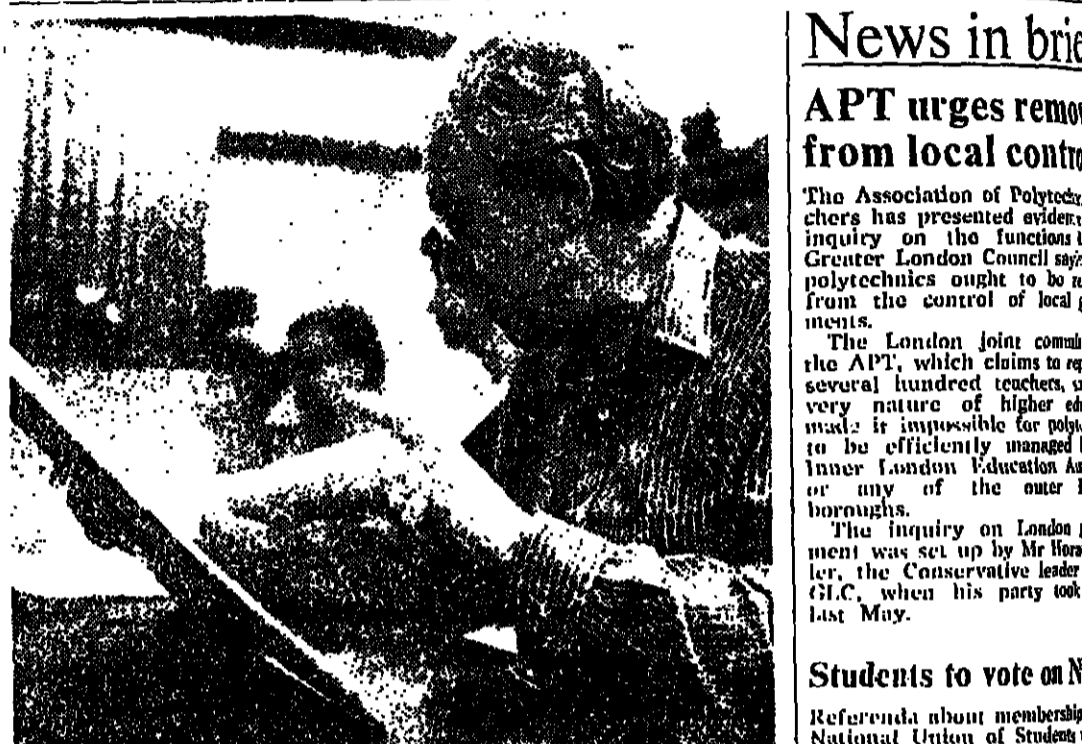 News in brie
APT urges remov
from local contro
The Association of Polytechn
chers has presented eviden
inquiry on the functions
Greater London Council say
polytechnics ought to be
from the control of local
ments.
The London joint
the APT, which claims to rep
several hundred teachers,
very nature of higher ed
made it impossible for
to be efficiently managed
Inner London Education Au
or any of the outer
boroughs.
The inquiry on London
ment was set up by Mr Hora
ler, the Conservative leader
GLC, when his party took
last May.
Students to vote on N
Referenda about membership
National Union of Students